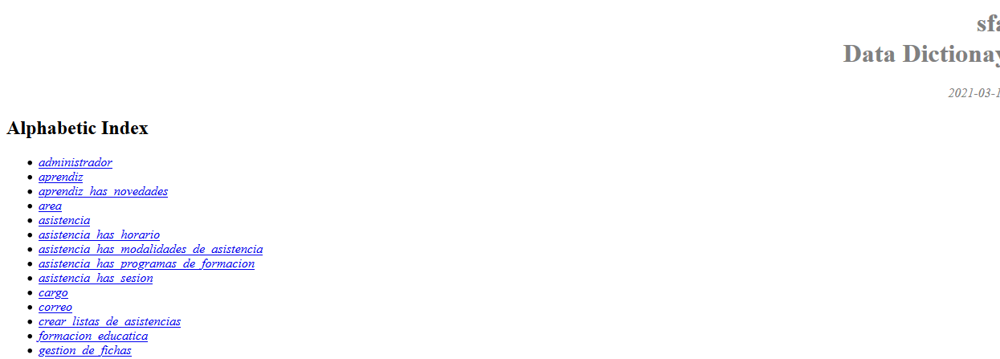 sfa
Data Dictionay
2021-03-1
Alphabetic Index
administrador
aprendiz
aprendiz_has_novedades
area
asistencia
asistencia_has_horario
asistencia_has_modalidades_de_asistencia
asistencia_has_programas_de_formacion
asistencia_has_sesion
cargo
correo
crear_listas_de_asistencias
formacion_educatica
gestion_de_fichas